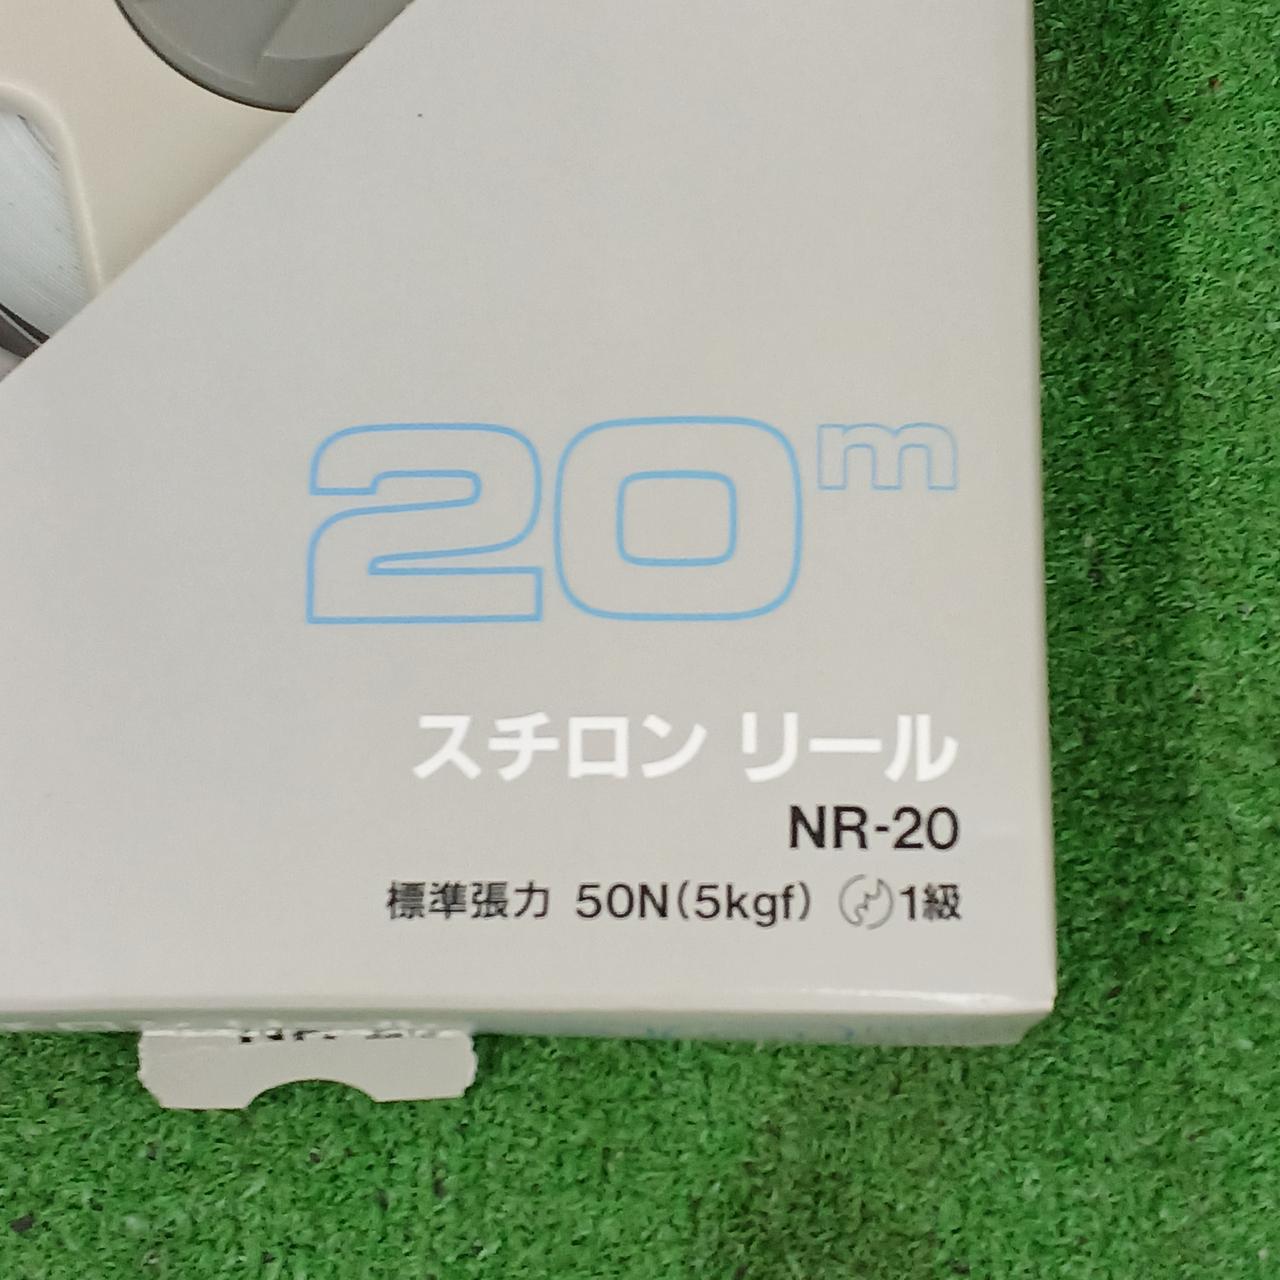 20m
スチロン リール
NR-20
標準張力 50N(5kgf) 1級